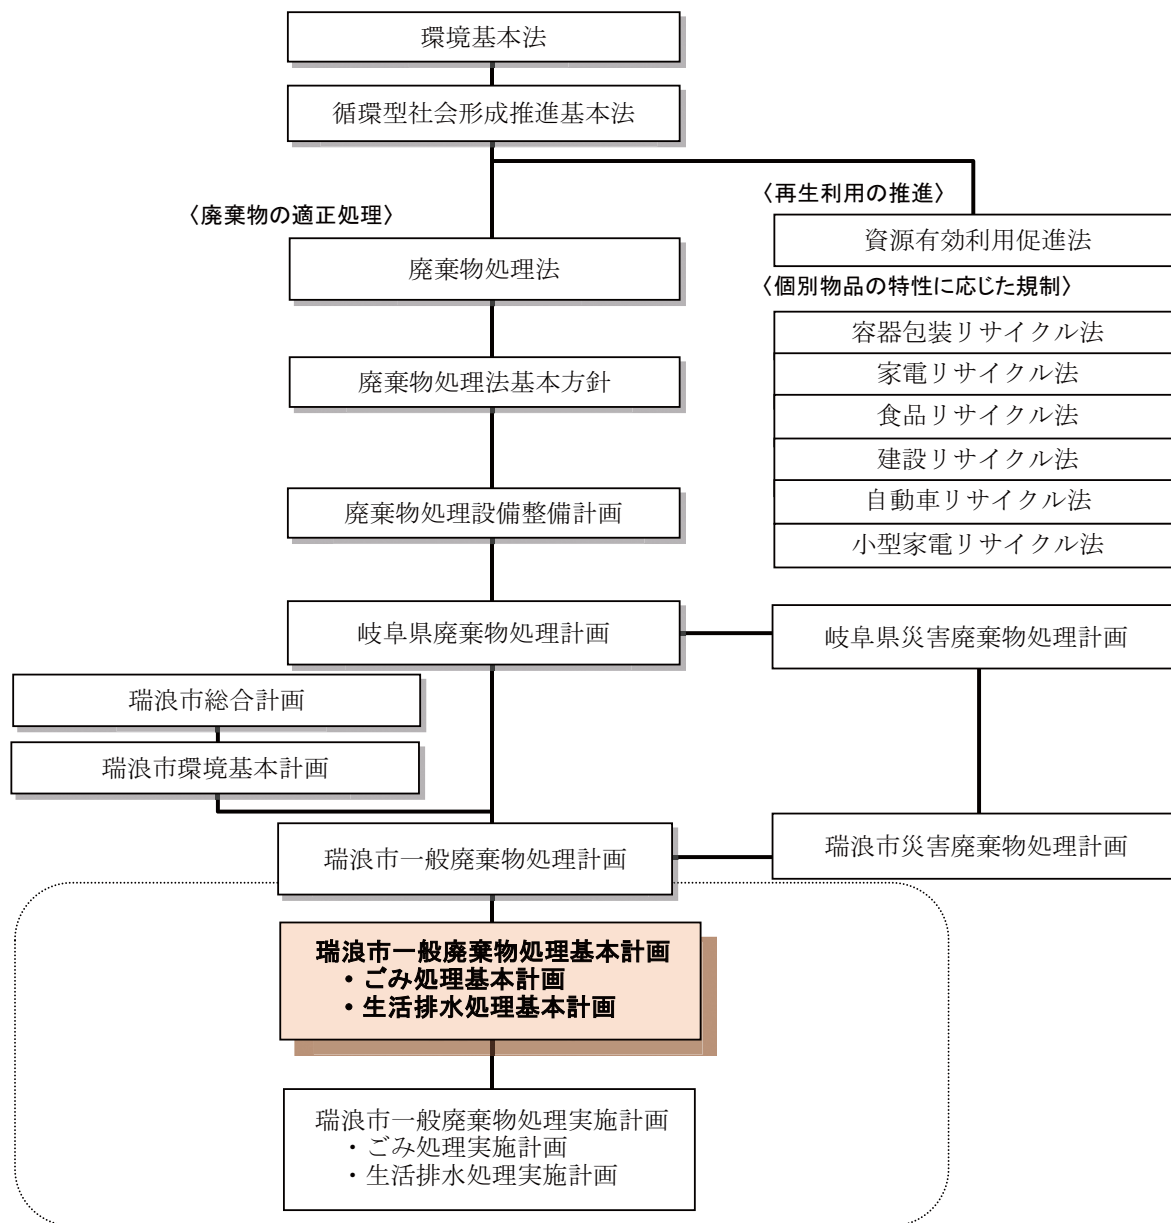 環境基本法
循環型社会形成推進基本法
〈廃棄物の適正処理〉
廃棄物処理法
廃棄物処理法基本方針
廃棄物処理設備整備計画
〈再生利用の推進〉
資源有効利用促進法
〈個別物品の特性に応じた規制〉
容器包装リサイクル法
家電リサイクル法
食品リサイクル法
建設リサイクル法
自動車リサイクル法
小型家電リサイクル法
岐阜県廃棄物処理計画
岐阜県災害廃棄物処理計画
瑞浪市総合計画
瑞浪市環境基本計画
瑞浪市一般廃棄物処理計画
瑞浪市災害廃棄物処理計画
瑞浪市一般廃棄物処理基本計画
・ごみ処理基本計画
・生活排水処理基本計画
瑞浪市一般廃棄物処理実施計画
・ごみ処理実施計画
・生活排水処理実施計画